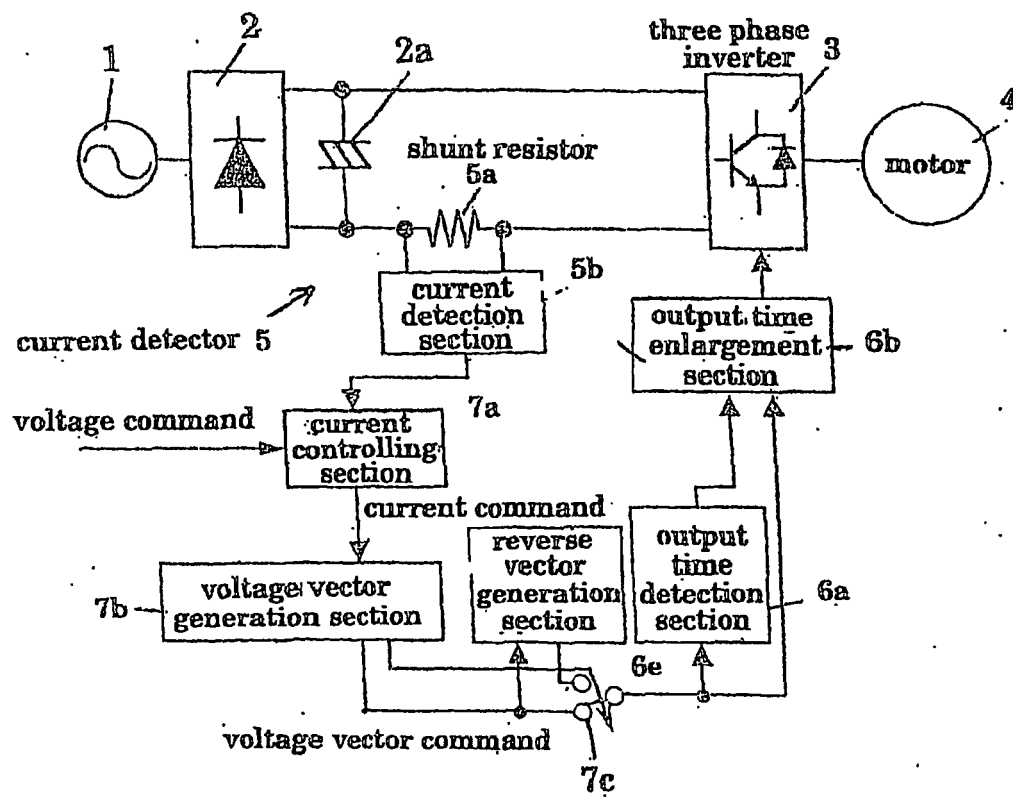 1
2
2a
three phase
inverter
3
4
shunt resistor
5a
motor
current
detection
section
5b
current detector 5
output time
enlargement
section
6b
voltage command
7a
current
controlling
section
current command
voltage vector
generation section
7b
reverse
vector
generation
section
output
time
detection
section
6a
6e
voltage vector command
7c